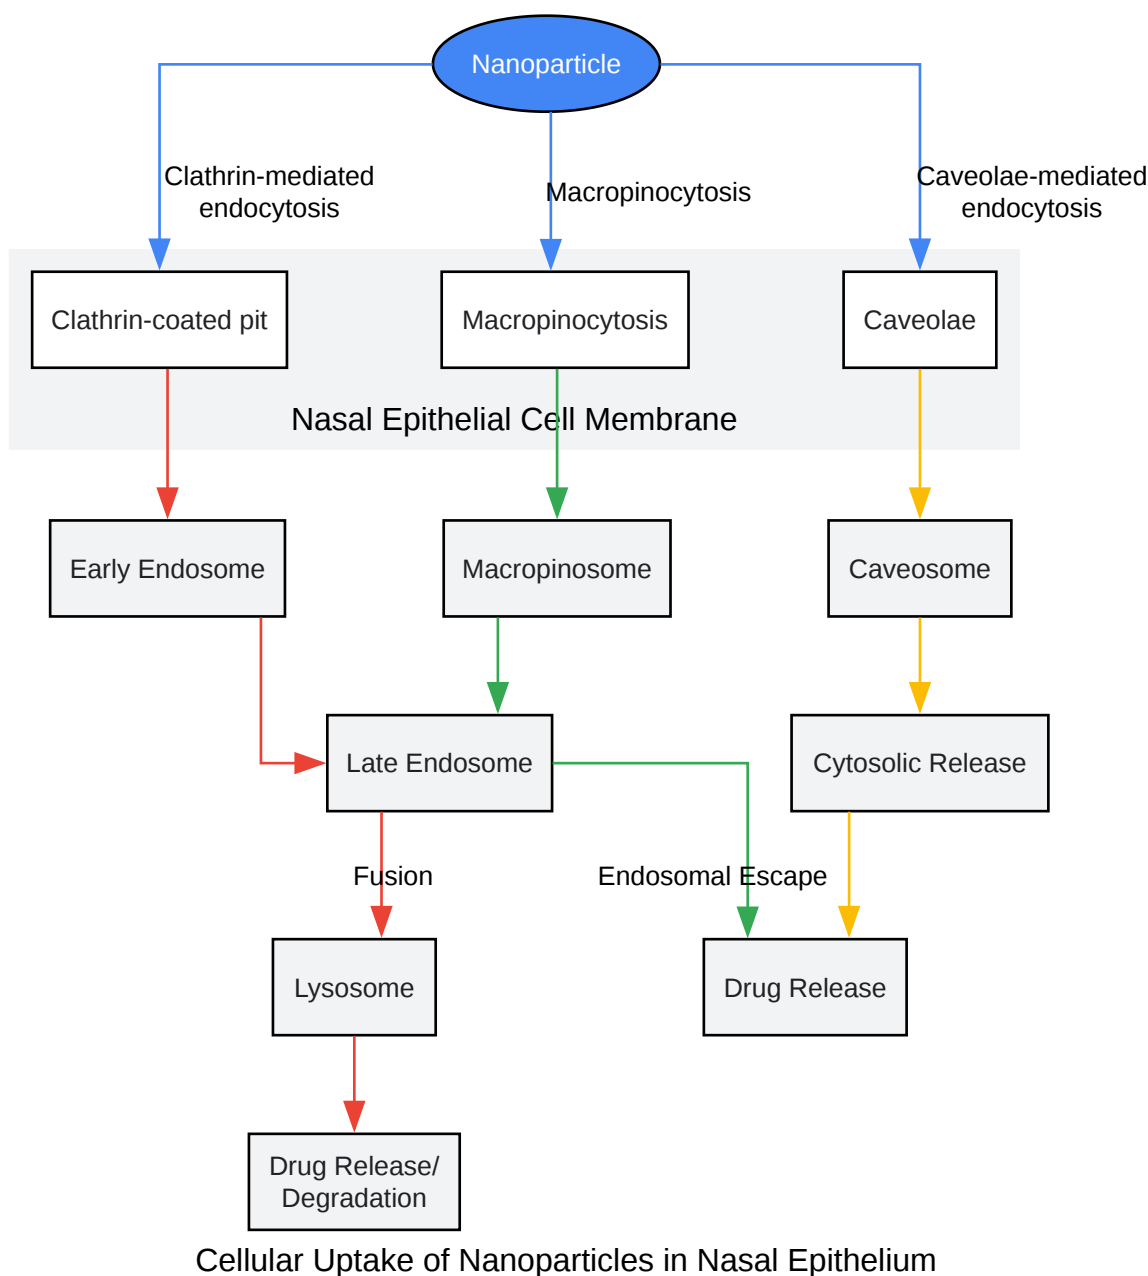 Nanoparticle
Clathrin-mediated
endocytosis
Macropinocytosis
Caveolae-mediated
endocytosis
Clathrin-coated pit
Macropinocytosis
Caveolae
Nasal Epithelial Cell Membrane
Early Endosome
Macropinosome
Caveosome
Late Endosome
Cytosolic Release
Fusion
Endosomal Escape
Lysosome
Drug Release
Drug Release/
Degradation
Cellular Uptake of Nanoparticles in Nasal Epithelium